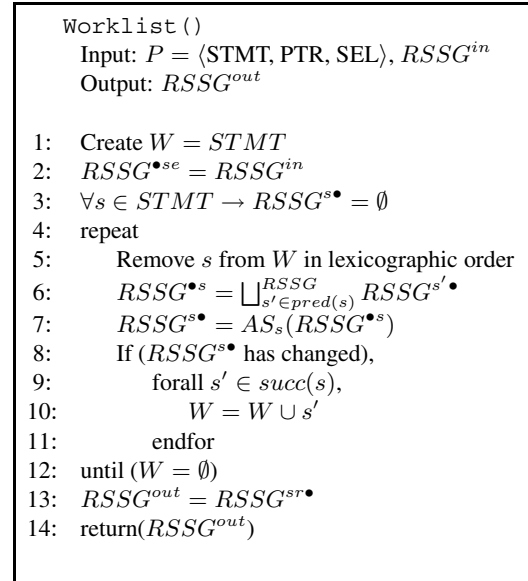 Worklist()
Input: P = ⟨STMT, PTR, SEL⟩, RSSG^{in}
Output: RSSG^{out}
1: Create W = STMT
2: RSSG^{•se} = RSSG^{in}
3: ∀s ∈ STMT → RSSG^{s•} = ∅
4: repeat
5: Remove s from W in lexicographic order
6: RSSG^{•s} = ⨆^{RSSG}_{s'∈pred(s)} RSSG^{s'•}
7: RSSG^{s•} = AS_s(RSSG^{•s})
8: If (RSSG^{s•} has changed),
9: forall s' ∈ succ(s),
10: W = W ∪ s'
11: endfor
12: until (W = ∅)
13: RSSG^{out} = RSSG^{sr•}
14: return(RSSG^{out})